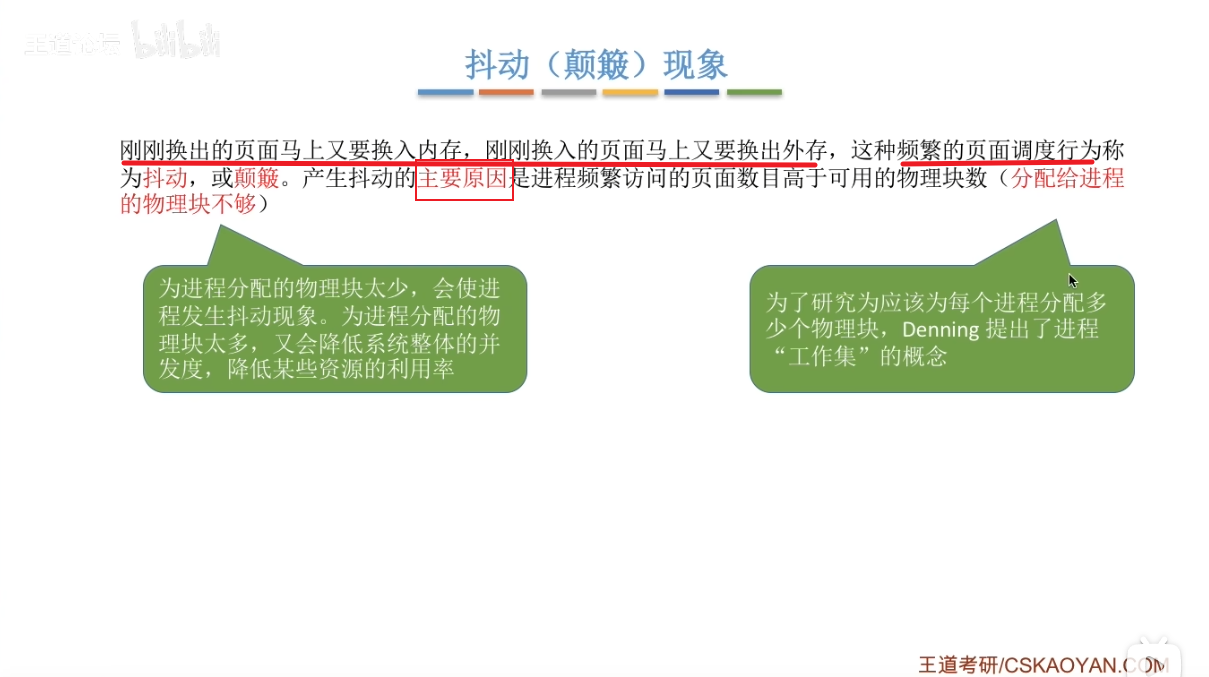 王道论坛 bilibili
抖动（颠簸）现象
刚刚换出的页面马上又要换入内存，刚刚换入的页面马上又要换出外存，这种频繁的页面调度行为称
为抖动，或颠簸。产生抖动的主要原因是进程频繁访问的页面数目高于可用的物理块数（分配给进程
的物理块不够）
为进程分配的物理块太少，会使进
程发生抖动现象。为进程分配的物
理块太多，又会降低系统整体的并
发度，降低某些资源的利用率
为了研究为应该为每个进程分配多
少个物理块，Denning 提出了进程
“工作集”的概念
王道考研/CSKAOYAN.COM